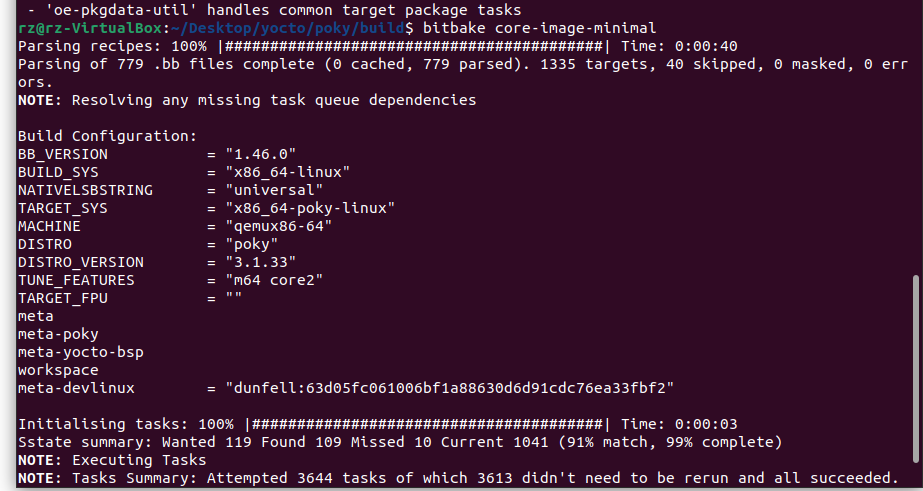 - 'oe-pkgdata-util' handles common target package tasks
rz@rz-VirtualBox:~/Desktop/yocto/poky/build$ bitbake core-image-minimal
Parsing recipes: 100% |##########################################| Time: 0:00:40
Parsing of 779 .bb files complete (0 cached, 779 parsed). 1335 targets, 40 skipped, 0 masked, 0 err
ors.
NOTE: Resolving any missing task queue dependencies
Build Configuration:
BB_VERSION           = "1.46.0"
BUILD_SYS            = "x86_64-linux"
NATIVELSBSTRING      = "universal"
TARGET_SYS           = "x86_64-poky-linux"
MACHINE              = "qemux86-64"
DISTRO               = "poky"
DISTRO_VERSION       = "3.1.33"
TUNE_FEATURES        = "m64 core2"
TARGET_FPU           = ""
meta
meta-poky
meta-yocto-bsp
workspace
meta-devlinux        = "dunfell:63d05fc061006bf1a88630d6d91cdc76ea33fbf2"
Initialising tasks: 100% |#######################################| Time: 0:00:03
Sstate summary: Wanted 119 Found 109 Missed 10 Current 1041 (91% match, 99% complete)
NOTE: Executing Tasks
NOTE: Tasks Summary: Attempted 3644 tasks of which 3613 didn't need to be rerun and all succeeded.